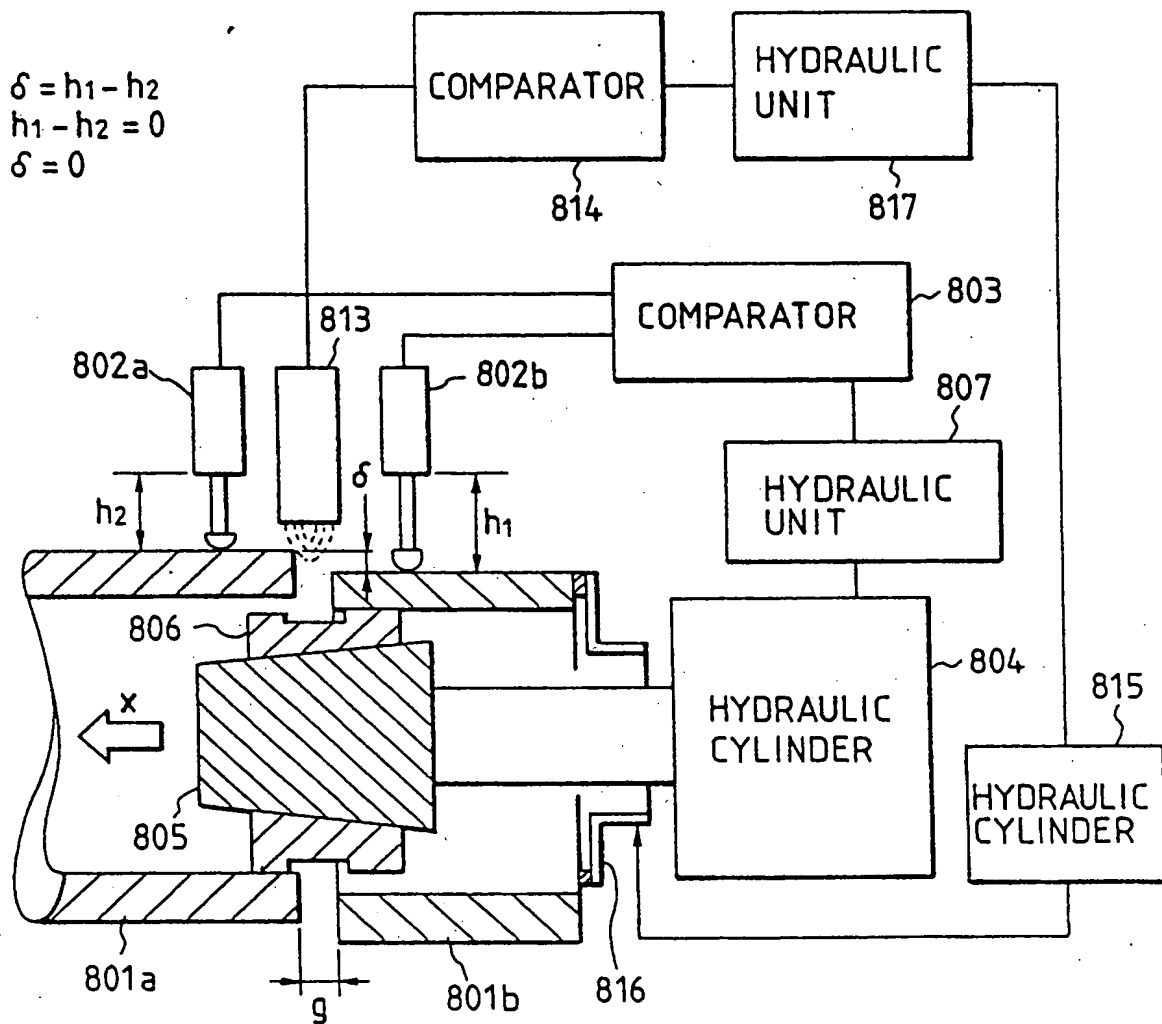 δ = h1 - h2
h1 - h2 = 0
δ = 0
COMPARATOR
814
HYDRAULIC
UNIT
817
COMPARATOR
803
813
802a
802b
807
HYDRAULIC
UNIT
h2
δ
h1
806
804
HYDRAULIC
CYLINDER
815
HYDRAULIC
CYLINDER
x
805
801a
g
801b
816